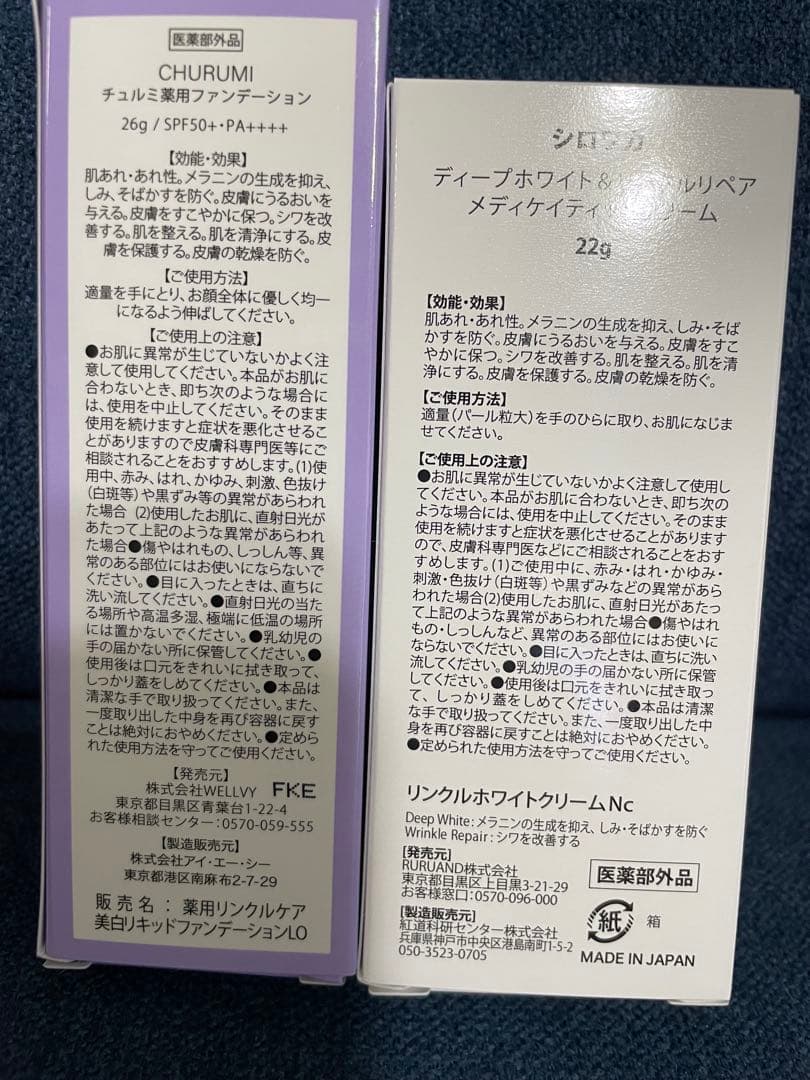 医薬部外品
CHURUMI
チュルミ薬用ファンデーション
26g / SPF50+・PA++++
【効能・効果】
肌あれ・あれ性。メラニンの生成を抑え、
しみ、そばかすを防ぐ。皮膚にうるおいを
与える。皮膚をすこやかに保つ。シワを改
善する。肌を整える。肌を清浄にする。皮
膚を保護する。皮膚の乾燥を防ぐ。
【ご使用方法】
適量を手にとり、お顔全体に優しく均一
になるよう伸ばしてください。
【ご使用上の注意】
●お肌に異常が生じていないかよく注
意して使用してください。本品がお肌に
合わないとき、即ち次のような場合に
は、使用を中止してください。そのまま
使用を続けますと症状を悪化させるこ
とがありますので皮膚科専門医等にご
相談されることをおすすめします。(1)使
用中、赤み、はれ、かゆみ、刺激、色抜け
(白斑等)や黒ずみ等の異常があらわれ
た場合 (2)使用したお肌に、直射日光が
あたって上記のような異常があらわれ
た場合●傷やはれもの、しっしん等、異
常のある部位にはお使いにならないで
ください。●目に入ったときは、直ちに
洗い流してください。●直射日光の当た
る場所や高温多湿、極端に低温の場所
には置かないでください。●乳幼児の
手の届かない所に保管してください。●
使用後は口元をきれいに拭き取って、
しっかり蓋をしめてください。●本品は
清潔な手で取り扱ってください。また、
一度取り出した中身を再び容器に戻す
ことは絶対におやめください。●定めら
れた使用方法を守ってご使用ください。
【発売元】
株式会社WELLVY FKE
東京都目黒区青葉台1-22-4
お客様相談センター:0570-059-555
【製造販売元】
株式会社アイ・エー・シー
東京都港区南麻布2-7-29
販売名:薬用リンクルケア
美白リキッドファンデーションLO
シロ
ディープホワイト& ルリペア
メディケイティ ーム
22g
【効能・効果】
肌あれ・あれ性。メラニンの生成を抑え、しみ・そば
かすを防ぐ。皮膚にうるおいを与える。皮膚をすこ
やかに保つ。シワを改善する。肌を整える。肌を清
浄にする。皮膚を保護する。皮膚の乾燥を防ぐ。
【ご使用方法】
適量(パール粒大)を手のひらに取り、お肌になじま
せてください。
【ご使用上の注意】
●お肌に異常が生じていないかよく注意して使用し
てください。本品がお肌に合わないとき、即ち次の
ような場合には、使用を中止してください。そのまま
使用を続けますと症状を悪化させることがあります
ので、皮膚科専門医などにご相談されることをおす
すめします。(1)ご使用中に、赤み・はれ・かゆみ・
刺激・色抜け(白斑等)や黒ずみなどの異常があら
われた場合(2)使用したお肌に、直射日光があたっ
て上記のような異常があらわれた場合●傷やはれ
もの・しっしんなど、異常のある部位にはお使いに
ならないでください。●目に入ったときは、直ちに洗い
流してください。●乳幼児の手の届かない所に保管
してください。●使用後は口元をきれいに拭き取っ
て、しっかり蓋をしめてください。●本品は清潔
な手で取り扱ってください。また、一度取り出した中
身を再び容器に戻すことは絶対におやめください。
●定められた使用方法を守ってご使用ください。
リンクルホワイトクリームNc
Deep White:メラニンの生成を抑え、しみ・そばかすを防ぐ
Wrinkle Repair:シワを改善する
[発売元]
RURUAND株式会社
東京都目黒区上目黒3-21-29
お客様窓口:0570-096-000
[製造販売元]
紅道科研センター株式会社
兵庫県神戸市中央区港島南町1-5-2
050-3523-0705
医薬部外品
紙 箱
MADE IN JAPAN